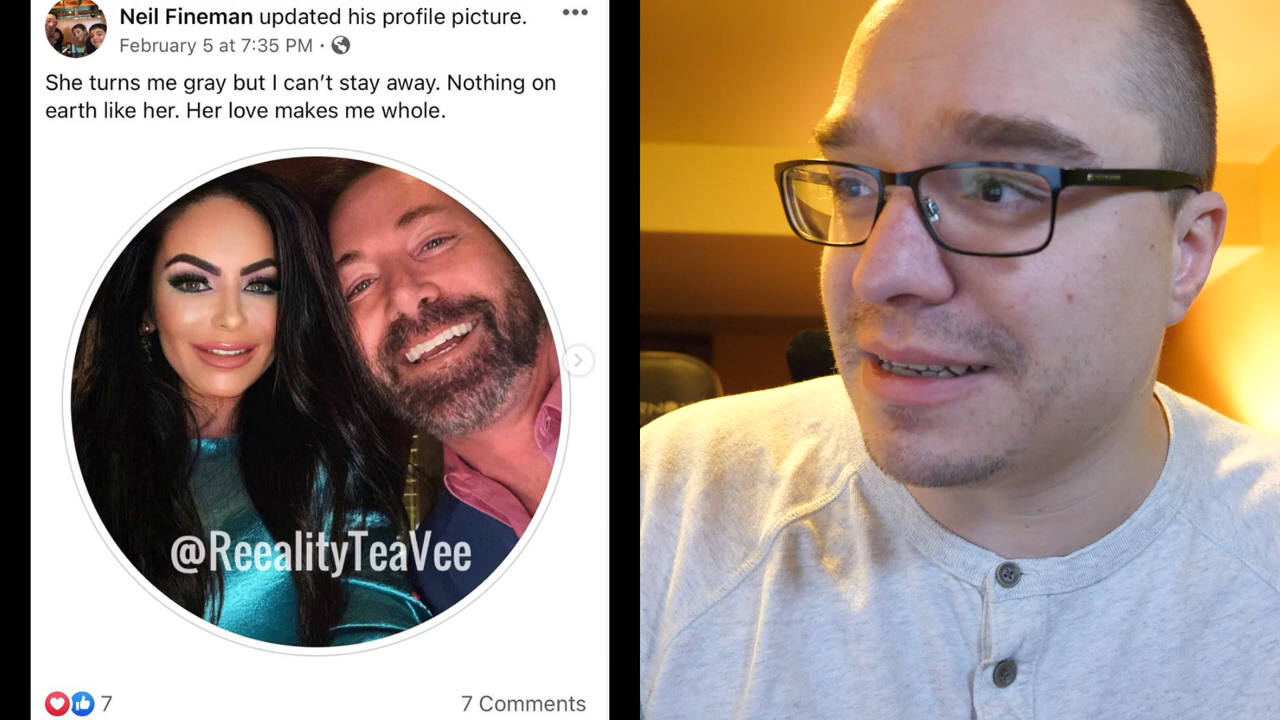 Neil Fineman updated his profile picture.
February 5 at 7:35 PM ·
She turns me gray but I can’t stay away. Nothing on
earth like her. Her love makes me whole.
@ReealityTeaVee
7
7 Comments